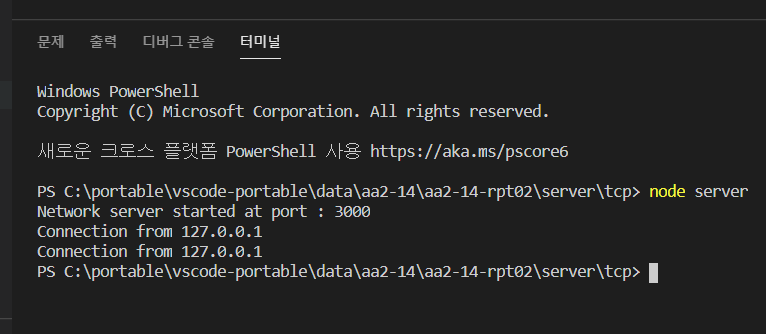 문제 출력 디버그 콘솔 터미널
Windows PowerShell
Copyright (C) Microsoft Corporation. All rights reserved.
새로운 크로스 플랫폼 PowerShell 사용 https://aka.ms/pscore6
PS C:\portable\vscode-portable\data\aa2-14\aa2-14-rpt02\server\tcp> node server
Network server started at port : 3000
Connection from 127.0.0.1
Connection from 127.0.0.1
PS C:\portable\vscode-portable\data\aa2-14\aa2-14-rpt02\server\tcp>